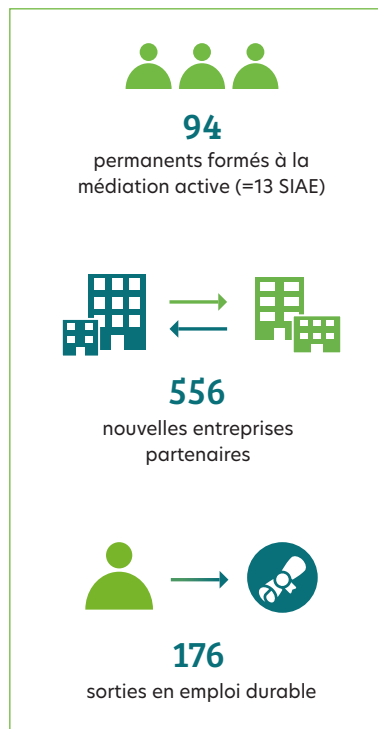 94
permanents formés à la
médiation active (=13 SIAE)
556
nouvelles entreprises
partenaires
176
sorties en emploi durable